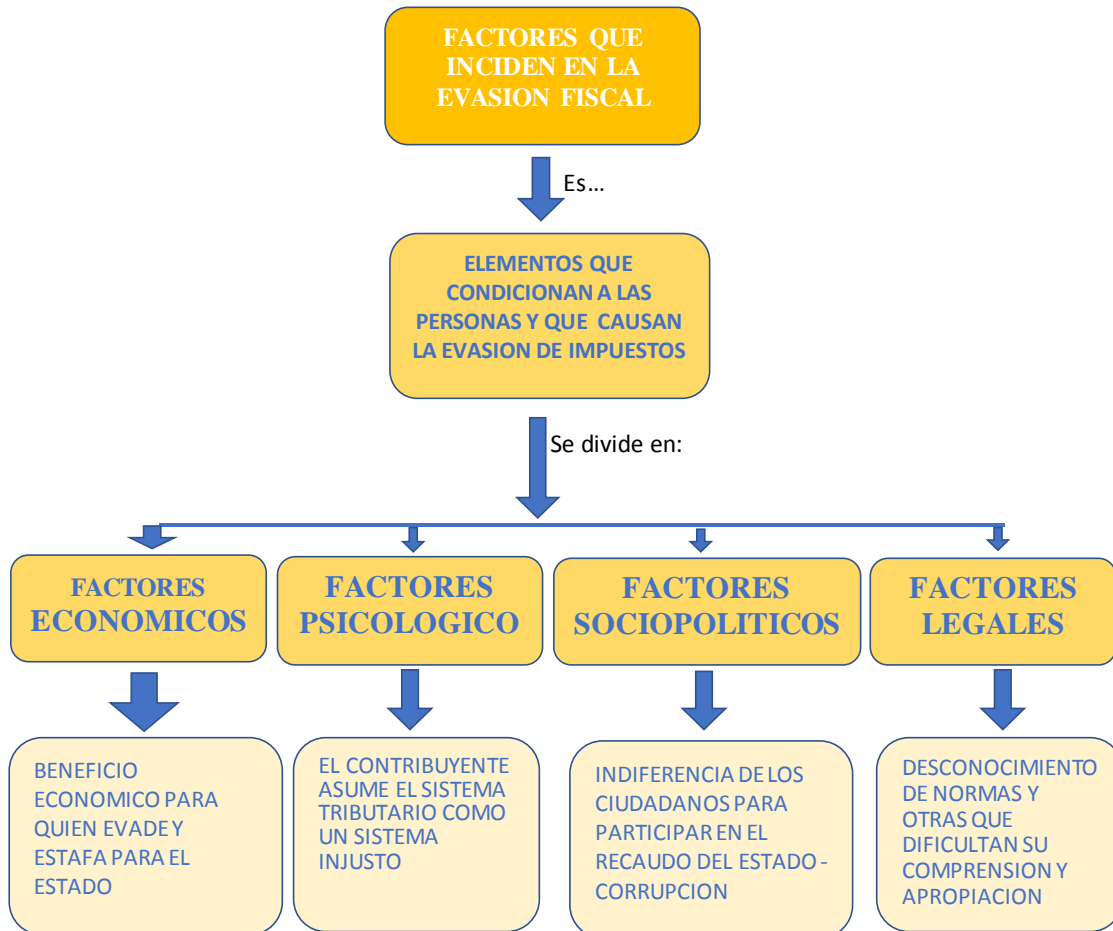 FACTORES QUE
INCIDEN EN LA
EVASION FISCAL
Es...
ELEMENTOS QUE
CONDICIONAN A LAS
PERSONAS Y QUE CAUSAN
LA EVASION DE IMPUESTOS
Se divide en:
FACTORES
ECONOMICOS
FACTORES
PSICOLOGICO
FACTORES
SOCIOPOLITICOS
FACTORES
LEGALES
BENEFICIO
ECONOMICO PARA
QUIEN EVADE Y
ESTAFA PARA EL
ESTADO
EL CONTRIBUYENTE
ASUME EL SISTEMA
TRIBUTARIO COMO
UN SISTEMA
INJUSTO
INDIFERENCIA DE LOS
CIUDADANOS PARA
PARTICIPAR EN EL
RECAUDO DEL ESTADO -
CORRUPCION
DESCONOCIMIENTO
DE NORMAS Y
OTRAS QUE
DIFICULTAN SU
COMPRENSION Y
APROPIACION